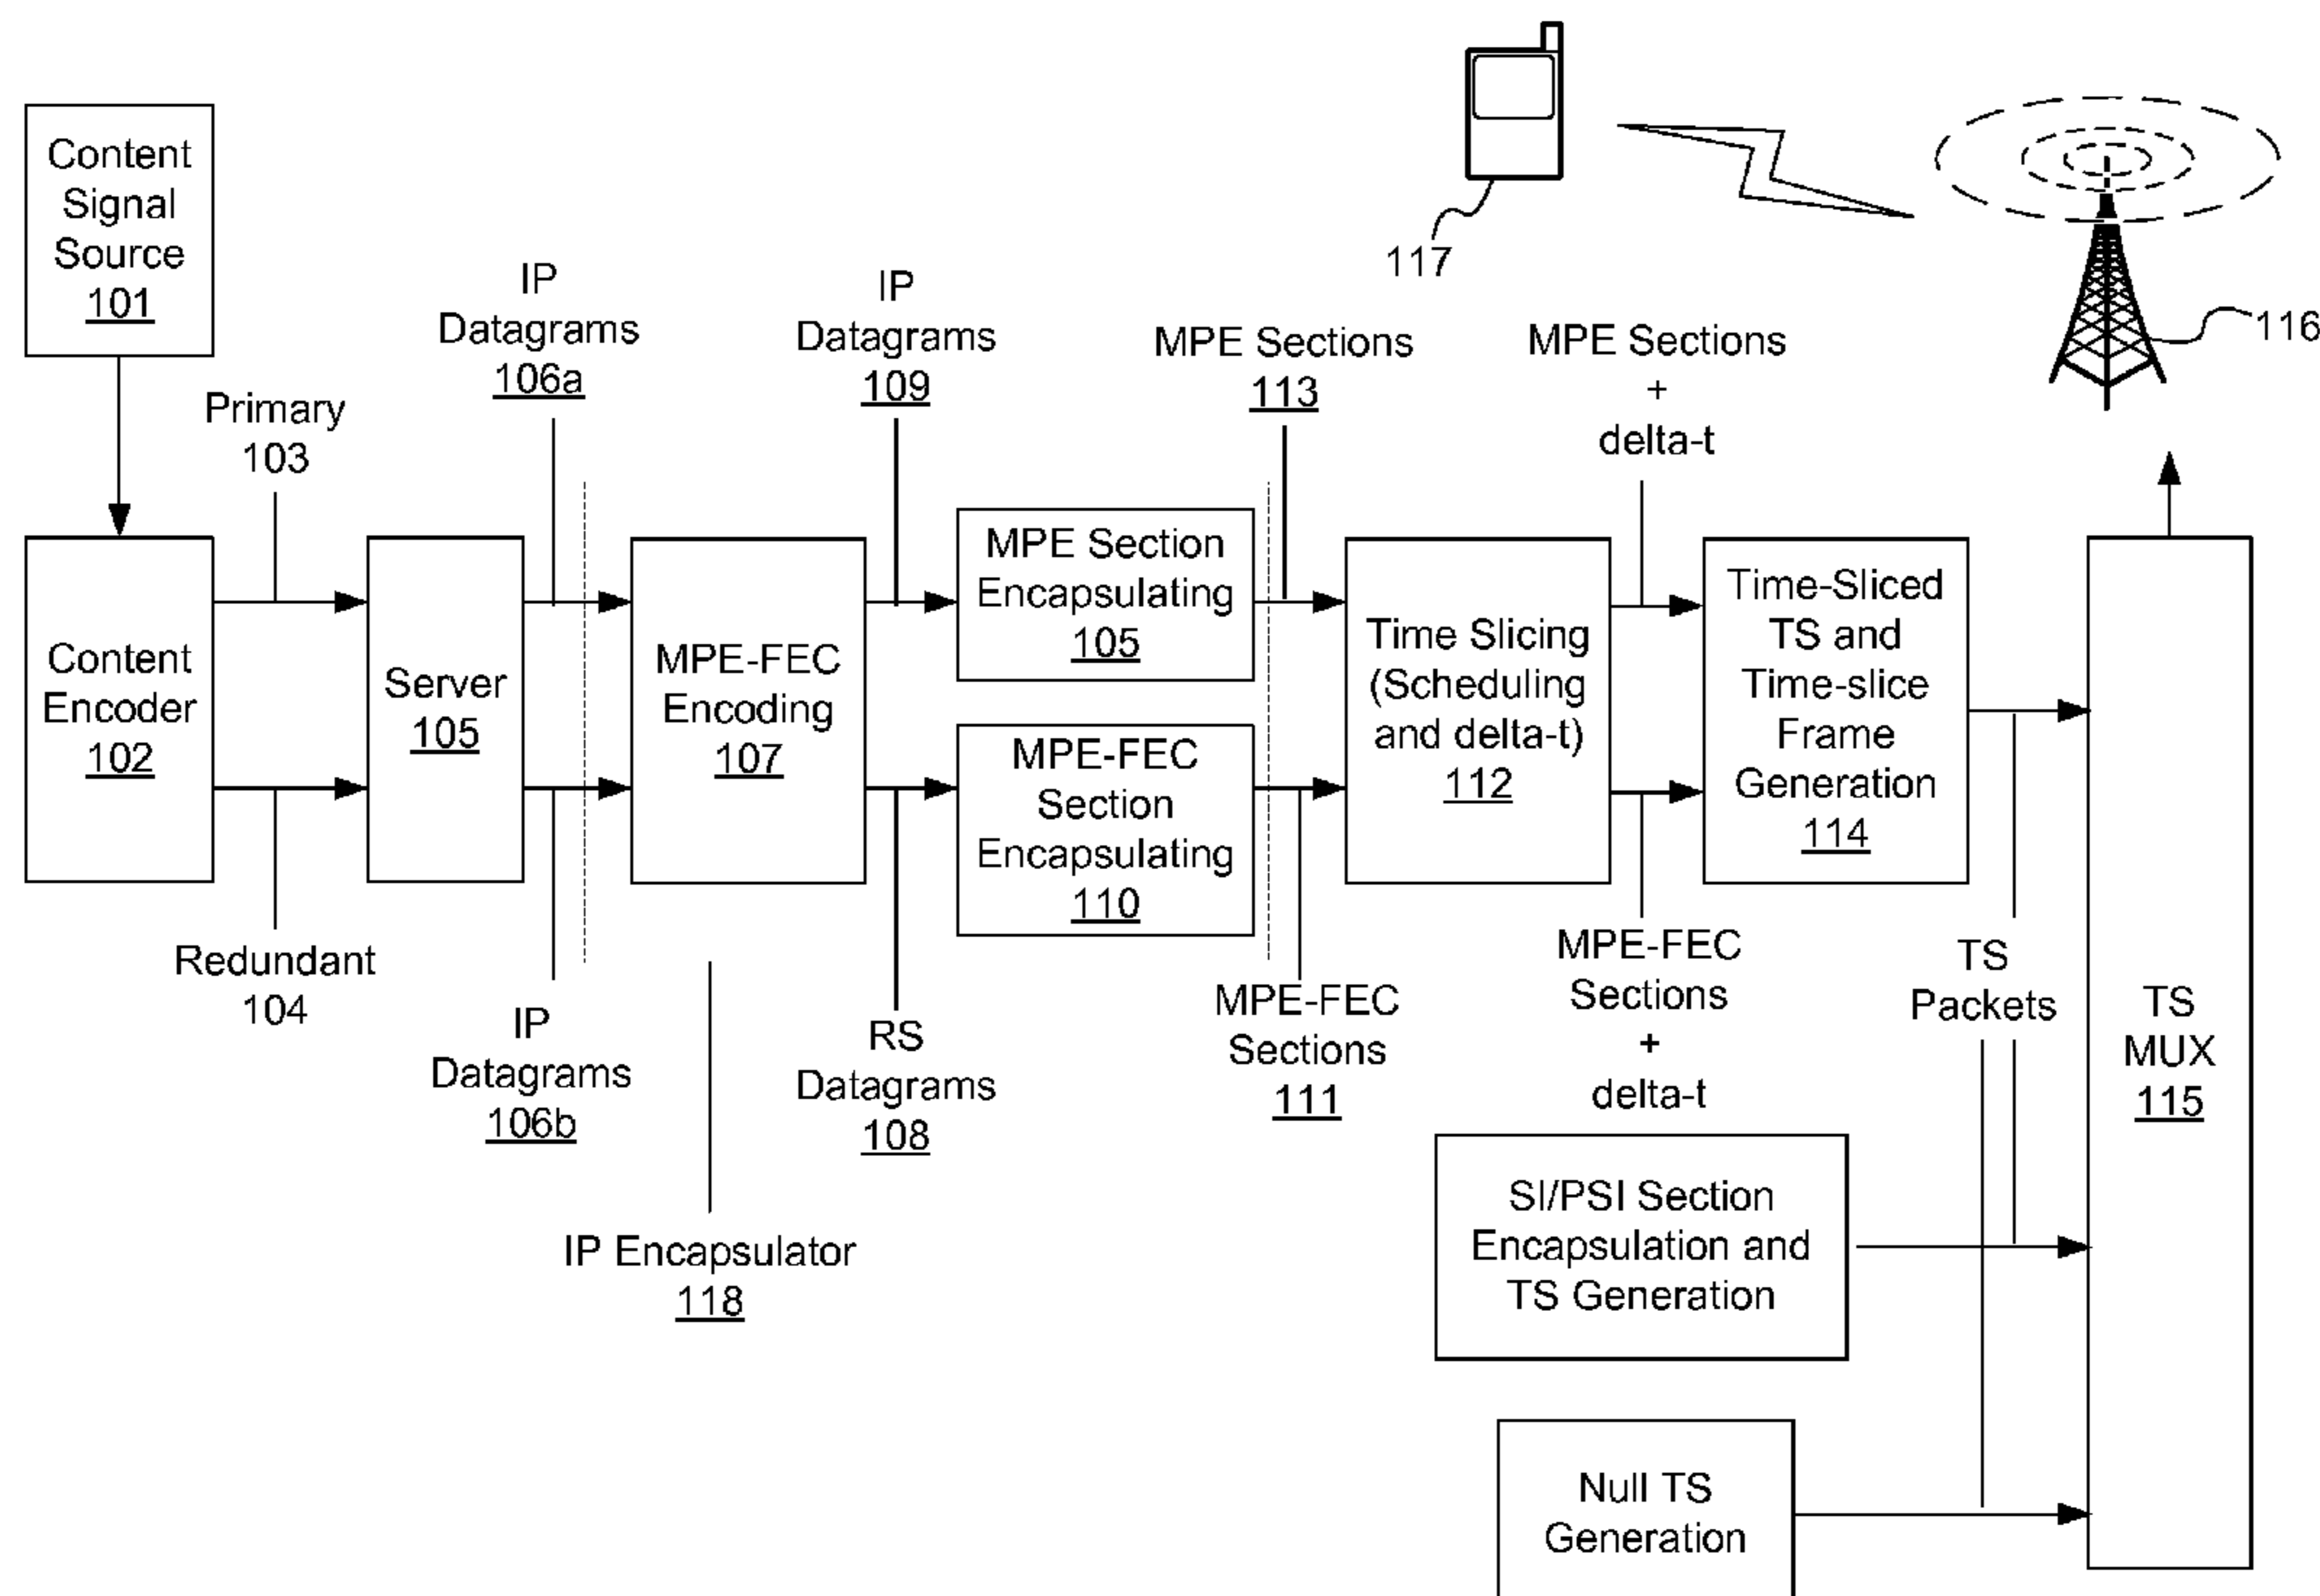 Content
Signal
Source
101
Primary
103
Content
Encoder
102
Redundant
104
Server
105
IP
Datagrams
106a
IP
Datagrams
106b
MPE-FEC
Encoding
107
IP Encapsulator
118
IP
Datagrams
109
RS
Datagrams
108
MPE Section
Encapsulating
105
MPE-FEC
Section
Encapsulating
110
MPE Sections
113
MPE-FEC
Sections
111
Time Slicing
(Scheduling
and delta-t)
112
MPE Sections
+
delta-t
MPE-FEC
Sections
+
delta-t
Time-Sliced
TS and
Time-slice
Frame
Generation
114
TS
Packets
SI/PSI Section
Encapsulation and
TS Generation
Null TS
Generation
TS
MUX
115
116
117